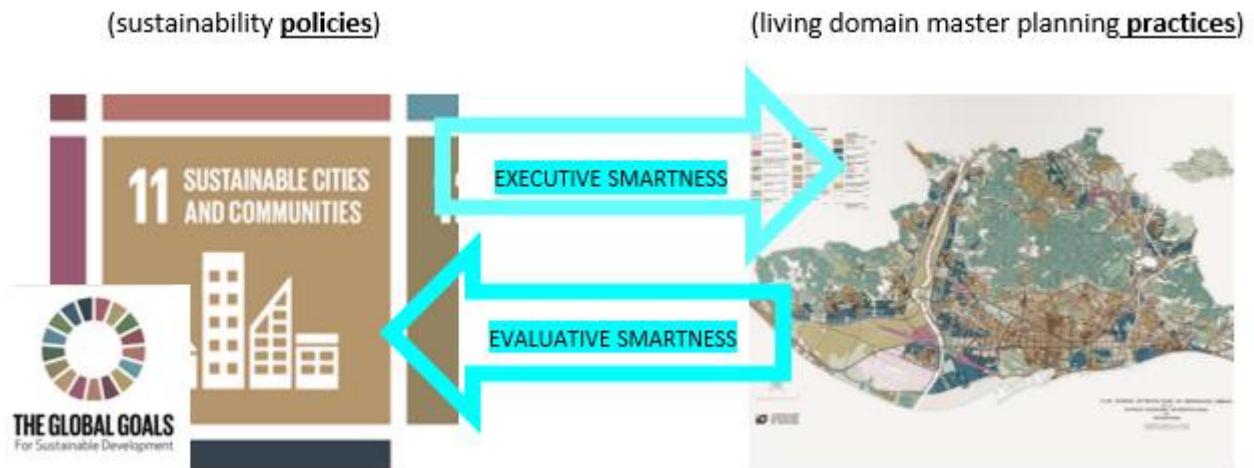 (sustainability policies)
(living domain master planning practices)
11 SUSTAINABLE CITIES
AND COMMUNITIES
EXECUTIVE SMARTNESS
EVALUATIVE SMARTNESS
THE GLOBAL GOALS
For Sustainable Development